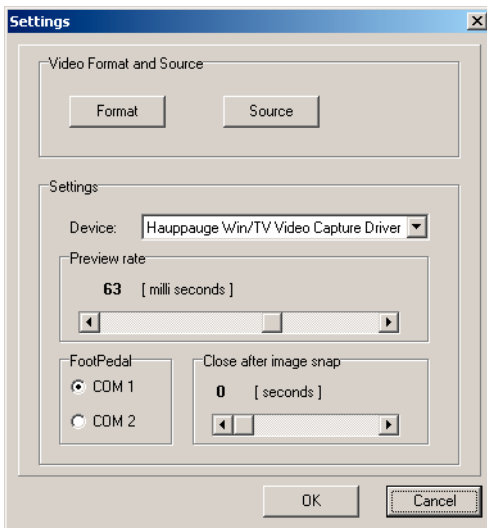 Settings
Video Format and Source
Format Source
Settings
Device: Hauppauge Win/TV Video Capture Driver
Preview rate
63 [ milli seconds ]
FootPedal Close after image snap
COM 1 0 [ seconds ]
COM 2
OK Cancel